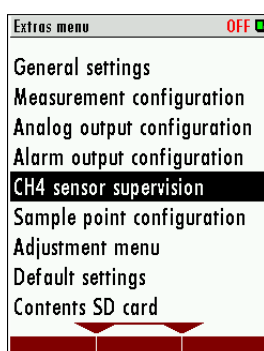 Extras menu OFF
General settings
Measurement configuration
Analog output configuration
Alarm output configuration
CH4 sensor supervision
Sample point configuration
Adjustment menu
Default settings
Contents SD card